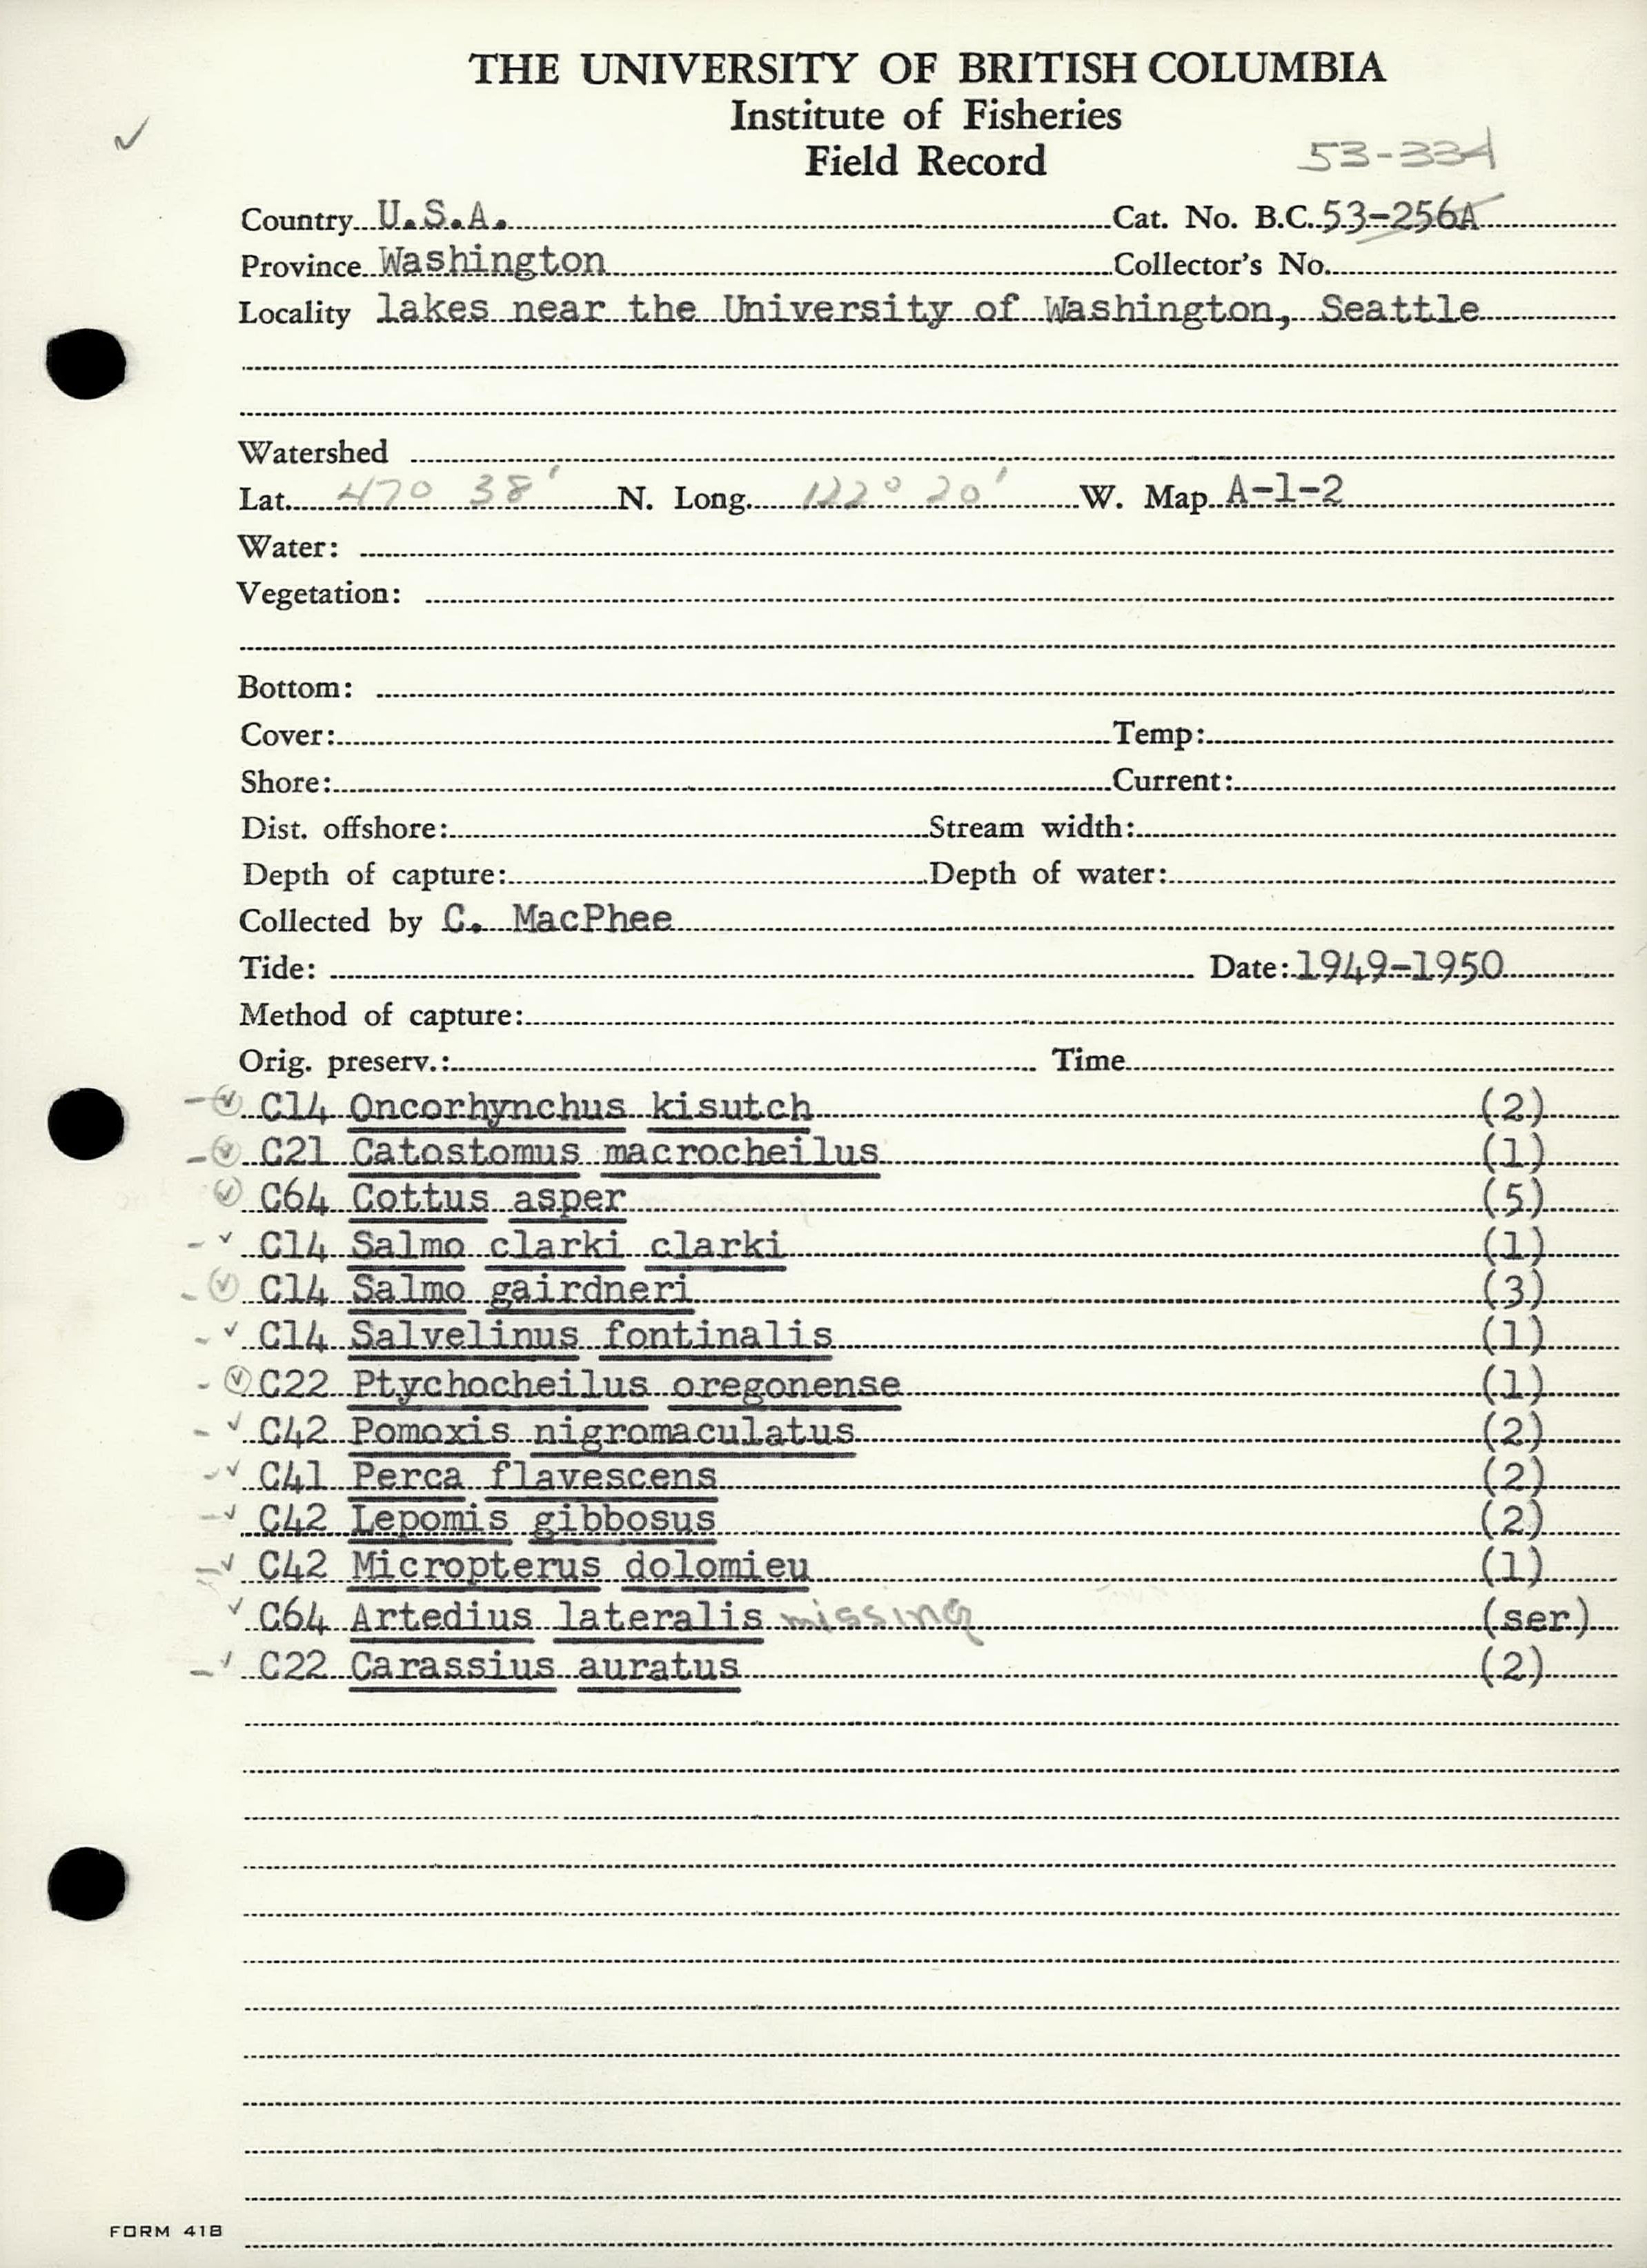 THE UNIVERSITY OF BRITISH COLUMBIA
Institute of Fisheries
Field Record
53-334
Country U.S.A. Cat. No. B.C. 53-256A
Province Washington Collector's No.
Locality lakes near the University of Washington, Seattle
Watershed
Lat. 47° 38' N. Long. 122° 20' W. Map A-1-2
Water:
Vegetation:
Bottom:
Cover: Temp:
Shore: Current:
Dist. offshore: Stream width:
Depth of capture: Depth of water:
Collected by C. MacPhee
Tide: Date: 1949-1950
Method of capture:
Orig. preserv.: Time
C14 Oncorhynchus kisutch (2)
C21 Catostomus macrocheilus (1)
C64 Cottus asper (5)
C14 Salmo clarki clarki (1)
C14 Salmo gairdneri (3)
C14 Salvelinus fontinalis (1)
C22 Ptychocheilus oregonense (1)
C42 Pomoxis nigromaculatus (2)
C41 Perca flavescens (2)
C42 Lepomis gibbosus (2)
C42 Micropterus dolomieu (1)
C64 Artedius lateralis missing (ser)
C22 Carassius auratus (2)
FORM 41B